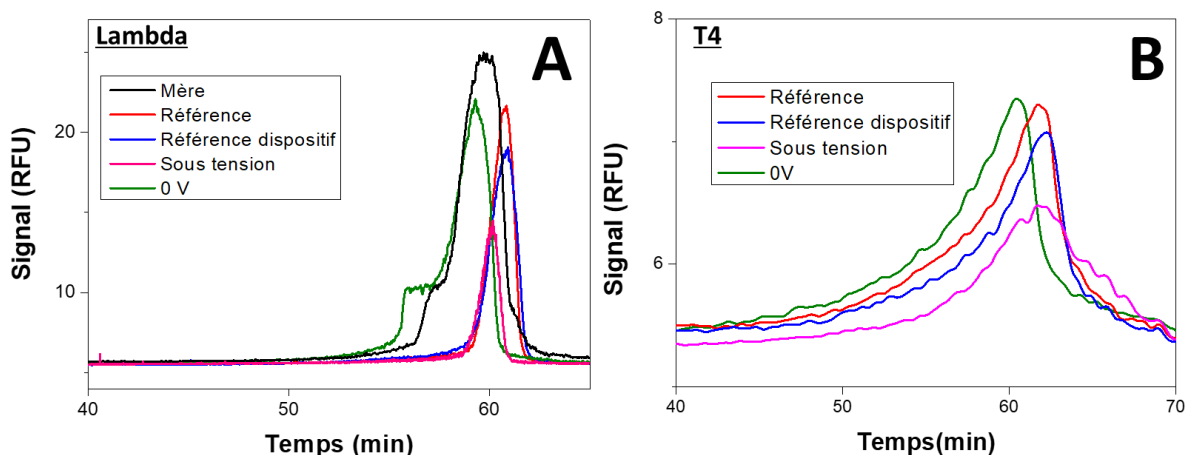 Lambda
A
Mère
Référence
Référence dispositif
Sous tension
0 V
Signal (RFU)
20
10
40
50
60
Temps (min)
T4
B
Référence
Référence dispositif
Sous tension
0V
Signal (RFU)
8
6
40
50
60
70
Temps(min)